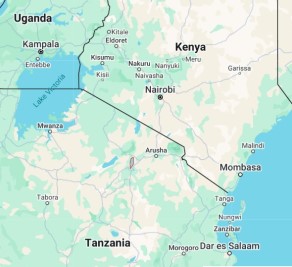 Uganda
Kitale
Kampala
Eldoret
Kenya
Entebbe
Kisumu
Nakuru
Nanyuki
Meru
Kisii
Naivasha
Garissa
Lake Victoria
Nairobi
Mwanza
Arusha
Malindi
Mombasa
Tabora
Tanga
Nungwi
Zanzibar
Tanzania
Morogoro
Dar es Salaam